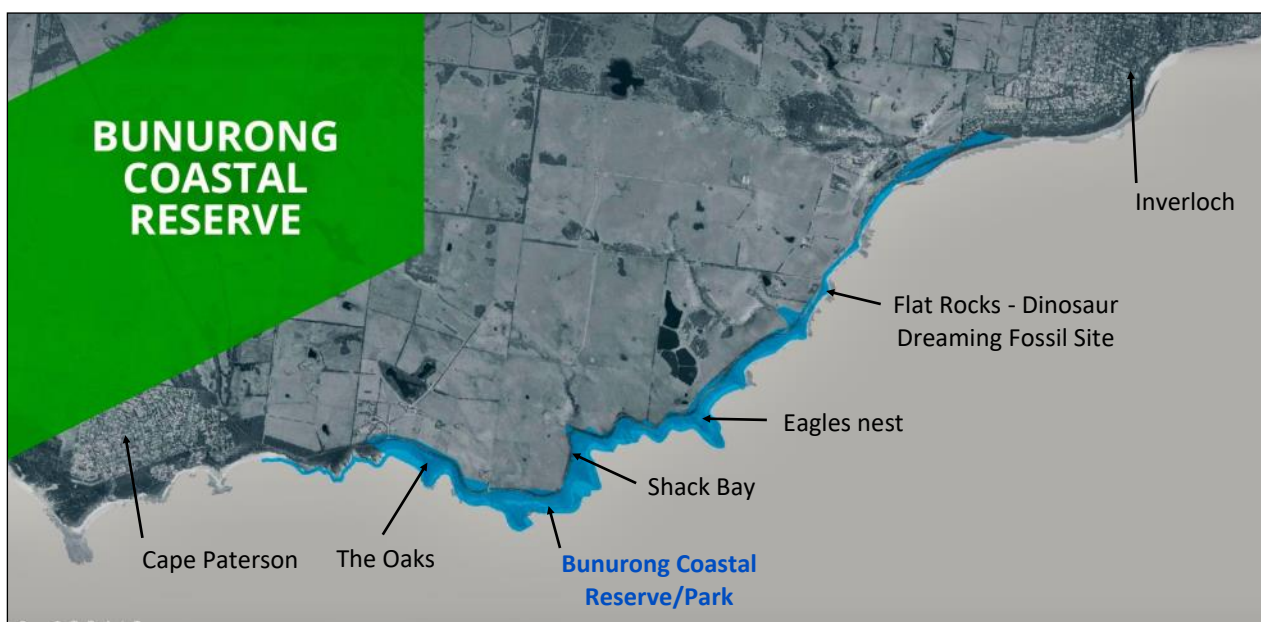 BUNURONG
COASTAL
RESERVE
Inverloch
Flat Rocks - Dinosaur
Dreaming Fossil Site
Eagles nest
Shack Bay
Cape Paterson
The Oaks
Bunurong Coastal
Reserve/Park